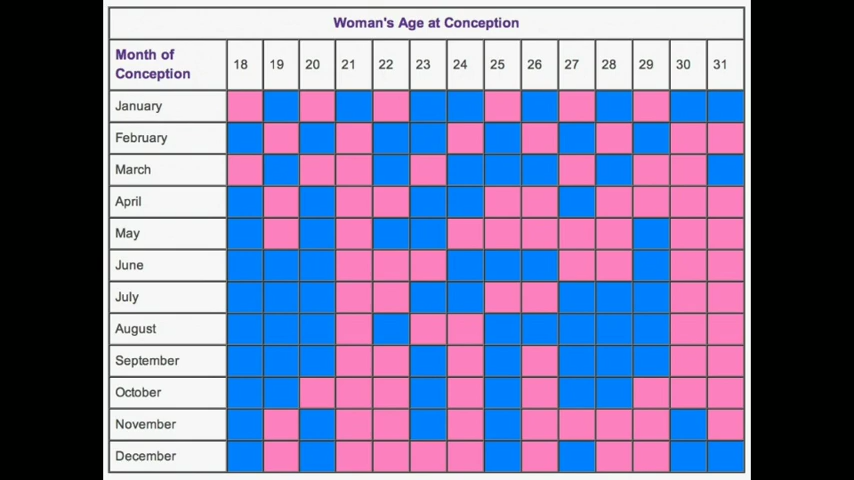 Woman's Age at Conception
Month of
Conception
18 19 20 21 22 23 24 25 26 27 28 29 30 31
January
February
March
April
May
June
July
August
September
October
November
December